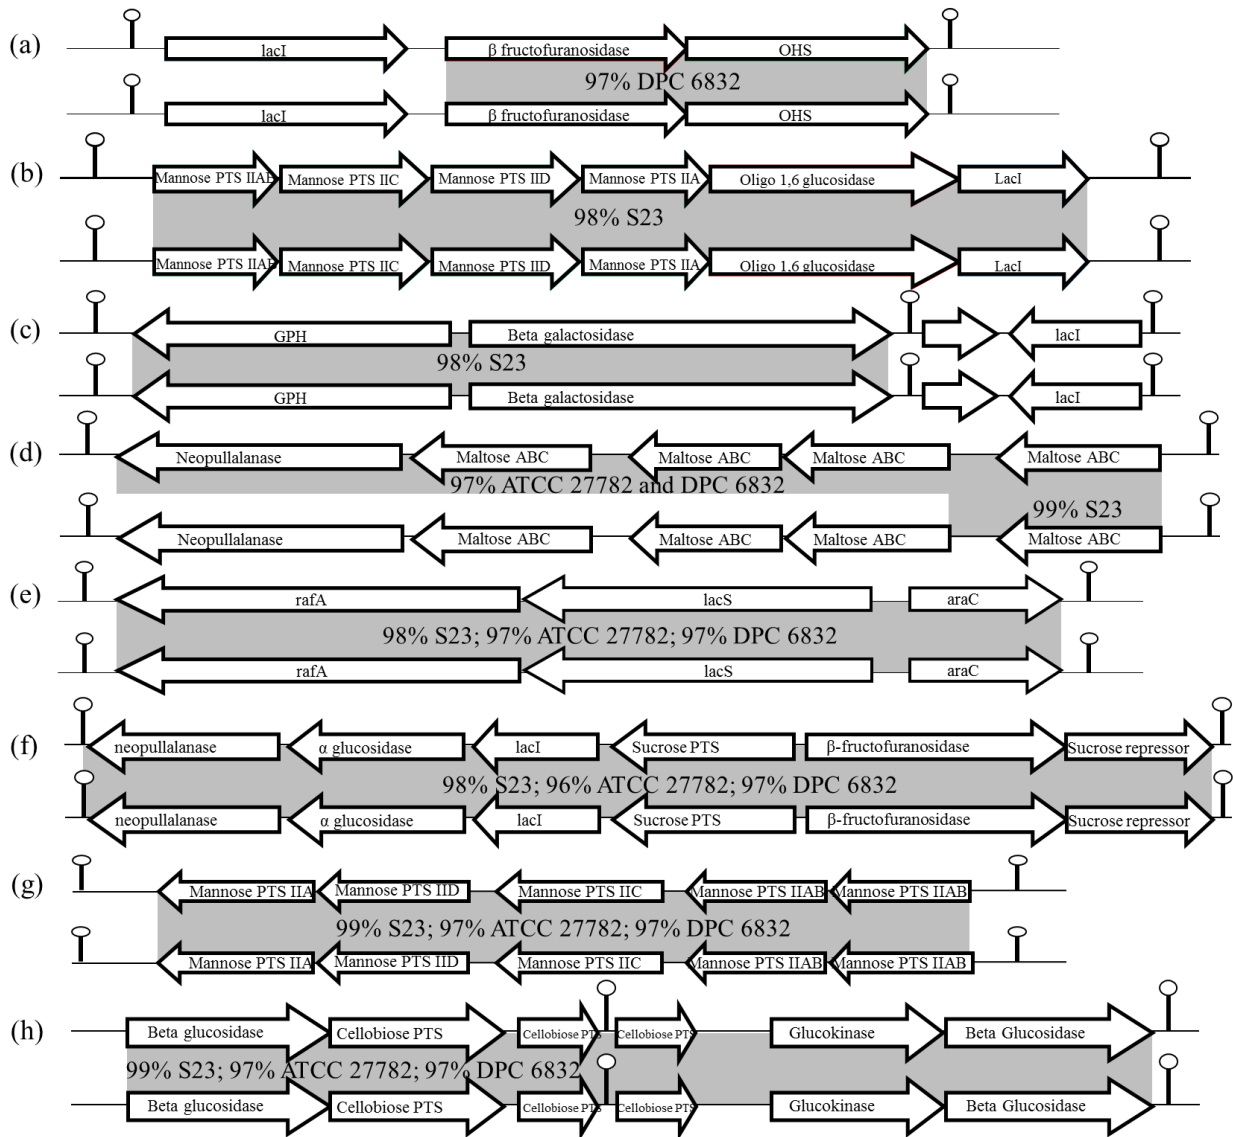 (a)
lacI
β fructofuranosidase
OHS
97% DPC 6832
lacI
β fructofuranosidase
OHS
(b)
Mannose PTS IIAB
Mannose PTS IIC
Mannose PTS IID
Mannose PTS IIA
Oligo 1,6 glucosidase
LacI
98% S23
Mannose PTS IIAB
Mannose PTS IIC
Mannose PTS IID
Mannose PTS IIA
Oligo 1,6 glucosidase
LacI
(c)
GPH
Beta galactosidase
lacI
98% S23
GPH
Beta galactosidase
lacI
(d)
Neopullalanase
Maltose ABC
Maltose ABC
Maltose ABC
Maltose ABC
97% ATCC 27782 and DPC 6832
99% S23
Neopullalanase
Maltose ABC
Maltose ABC
Maltose ABC
Maltose ABC
(e)
rafA
lacS
araC
98% S23; 97% ATCC 27782; 97% DPC 6832
rafA
lacS
araC
(f)
neopullalanase
α glucosidase
lacI
Sucrose PTS
β-fructofuranosidase
Sucrose repressor
98% S23; 96% ATCC 27782; 97% DPC 6832
neopullalanase
α glucosidase
lacI
Sucrose PTS
β-fructofuranosidase
Sucrose repressor
(g)
Mannose PTS IIA
Mannose PTS IID
Mannose PTS IIC
Mannose PTS IIAB
Mannose PTS IIAB
99% S23; 97% ATCC 27782; 97% DPC 6832
Mannose PTS IIA
Mannose PTS IID
Mannose PTS IIC
Mannose PTS IIAB
Mannose PTS IIAB
(h)
Beta glucosidase
Cellobiose PTS
Cellobiose PTS
Cellobiose PTS
Glucokinase
Beta Glucosidase
99% S23; 97% ATCC 27782; 97% DPC 6832
Beta glucosidase
Cellobiose PTS
Cellobiose PTS
Cellobiose PTS
Glucokinase
Beta Glucosidase